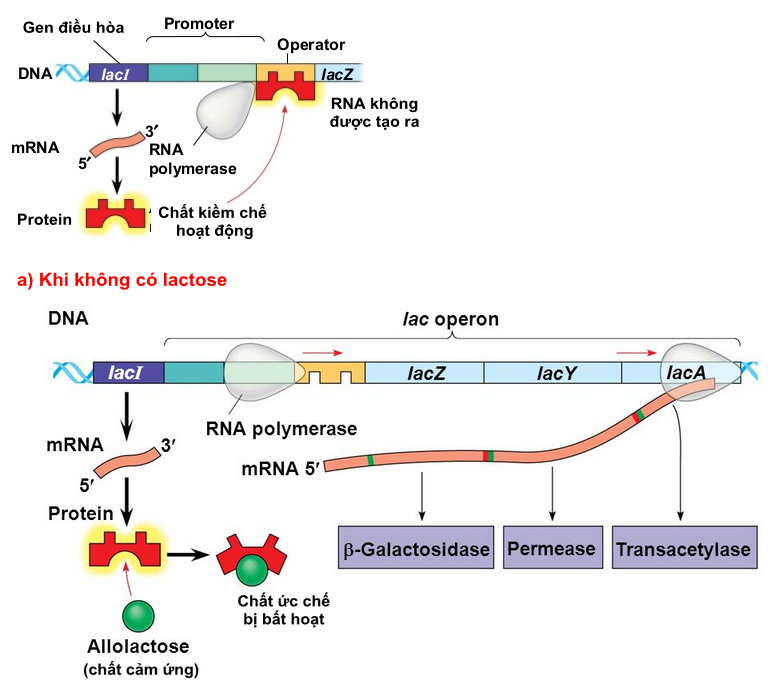 Gen điều hòa
Promoter
Operator
DNA
lacI
lacZ
RNA không
được tạo ra
mRNA
3′
5′
RNA
polymerase
Protein
Chất kiềm chế
hoạt động
a) Khi không có lactose
DNA
lac operon
lacI
lacZ
lacY
lacA
RNA polymerase
mRNA
3′
5′
mRNA 5′
Protein
β-Galactosidase
Permease
Transacetylase
Chất ức chế
bị bất hoạt
Allolactose
(chất cảm ứng)